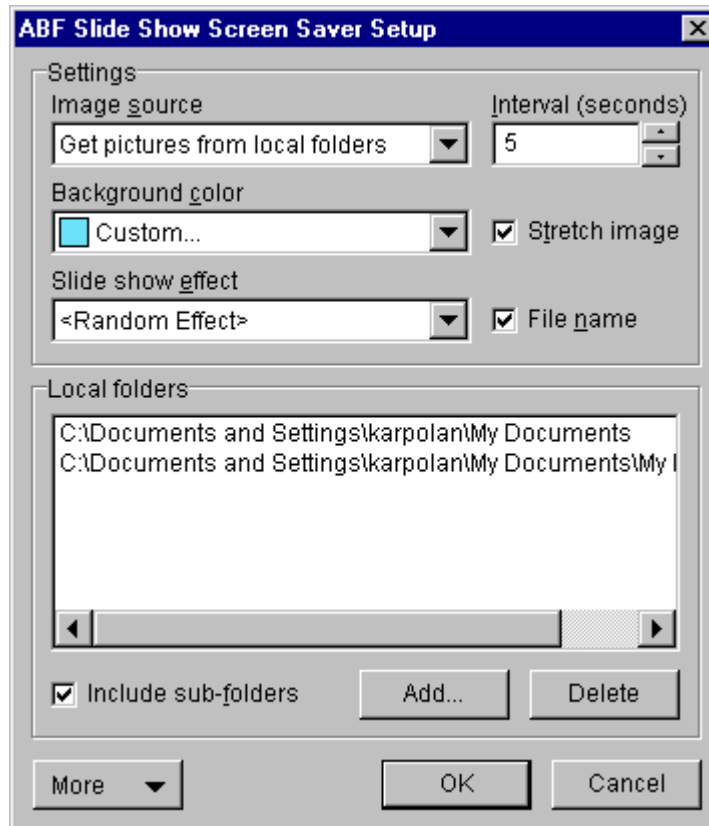 ABF Slide Show Screen Saver Setup
Settings
Image source
Interval (seconds)
Get pictures from local folders
5
Background color
Custom...
Stretch image
Slide show effect
<Random Effect>
File name
Local folders
C:\Documents and Settings\karpolan\My Documents
C:\Documents and Settings\karpolan\My Documents\My
Include sub-folders
Add...
Delete
More
OK
Cancel